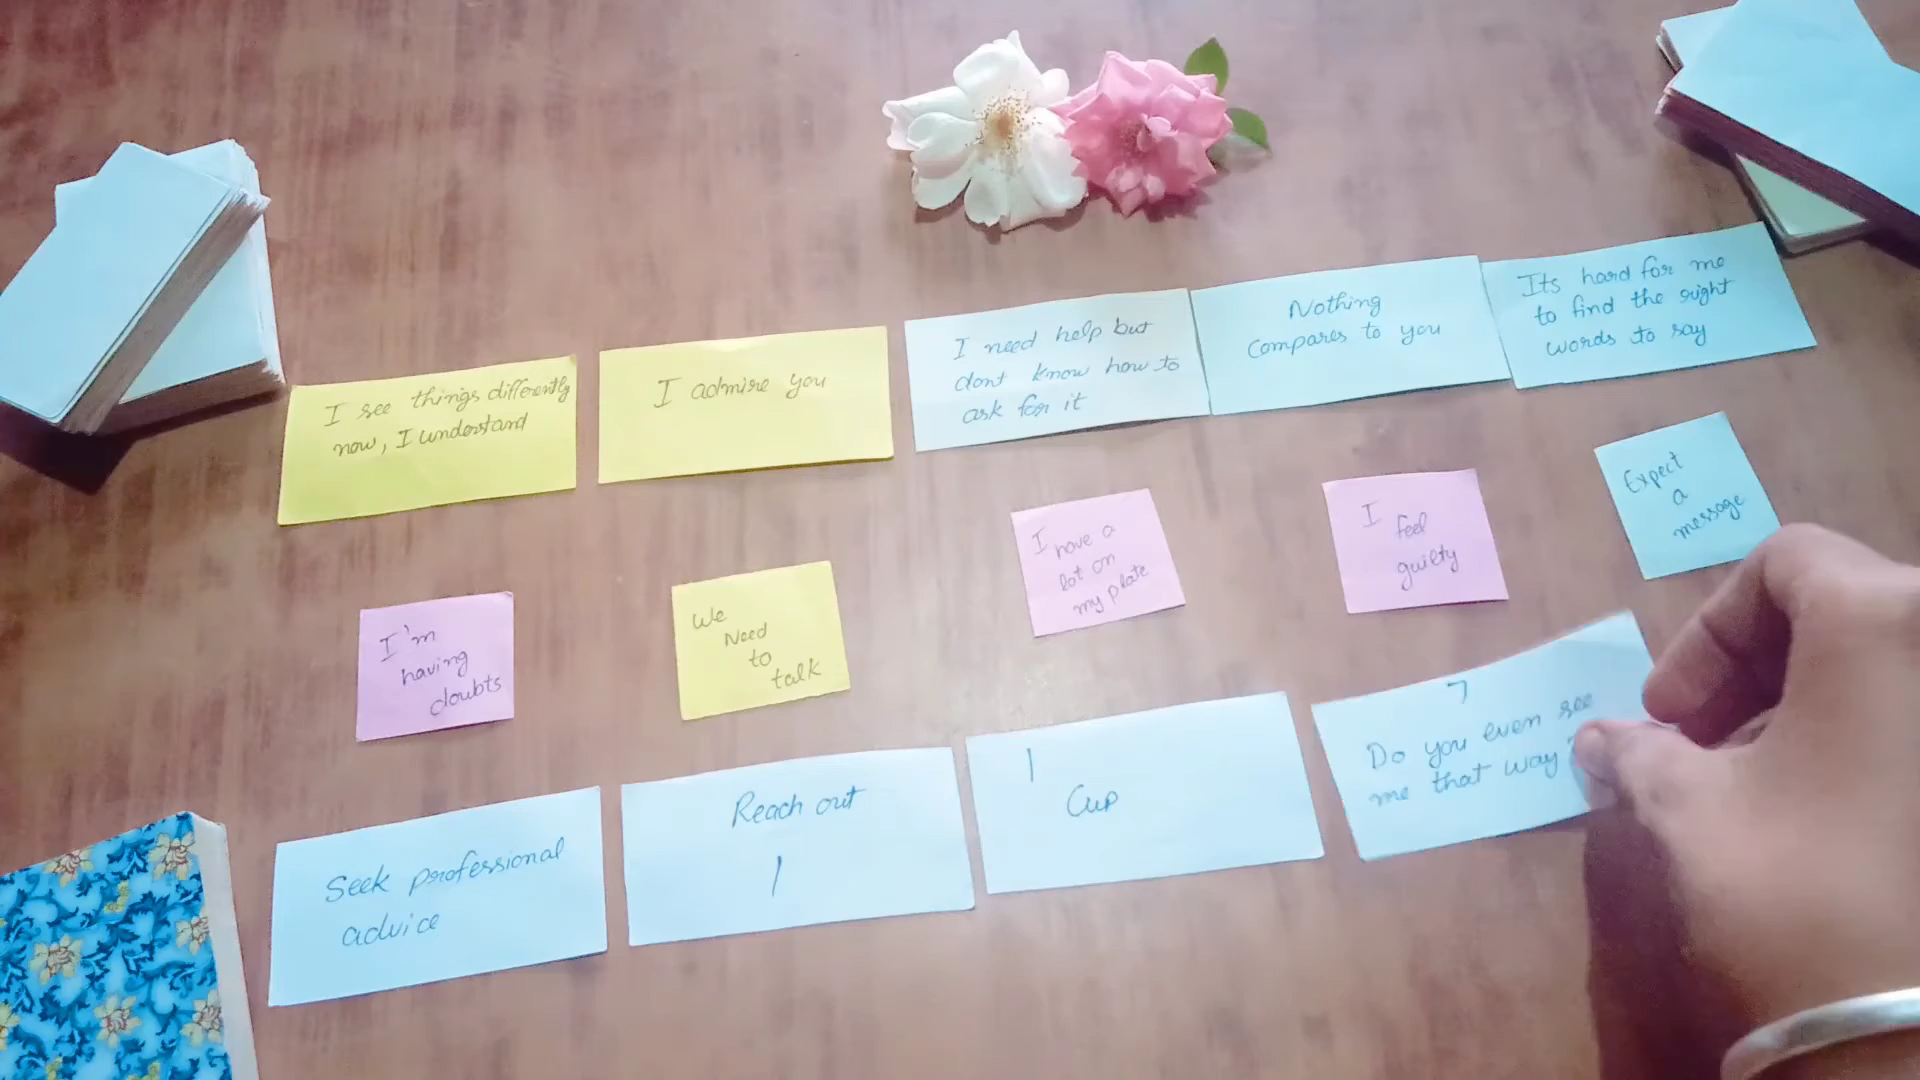 I see things differently
now, I understand
I admire you
I need help but
dont know how to
ask for it
Nothing
Compares to you
Its hard for me
to find the right
words to say
I'm
having
doubts
We
Need
to
talk
I have a
lot on
my plate
I
feel
guilty
Expect
a
message
Seek professional
advice
Reach out
1
1
Cup
7
Do you even see
me that way?